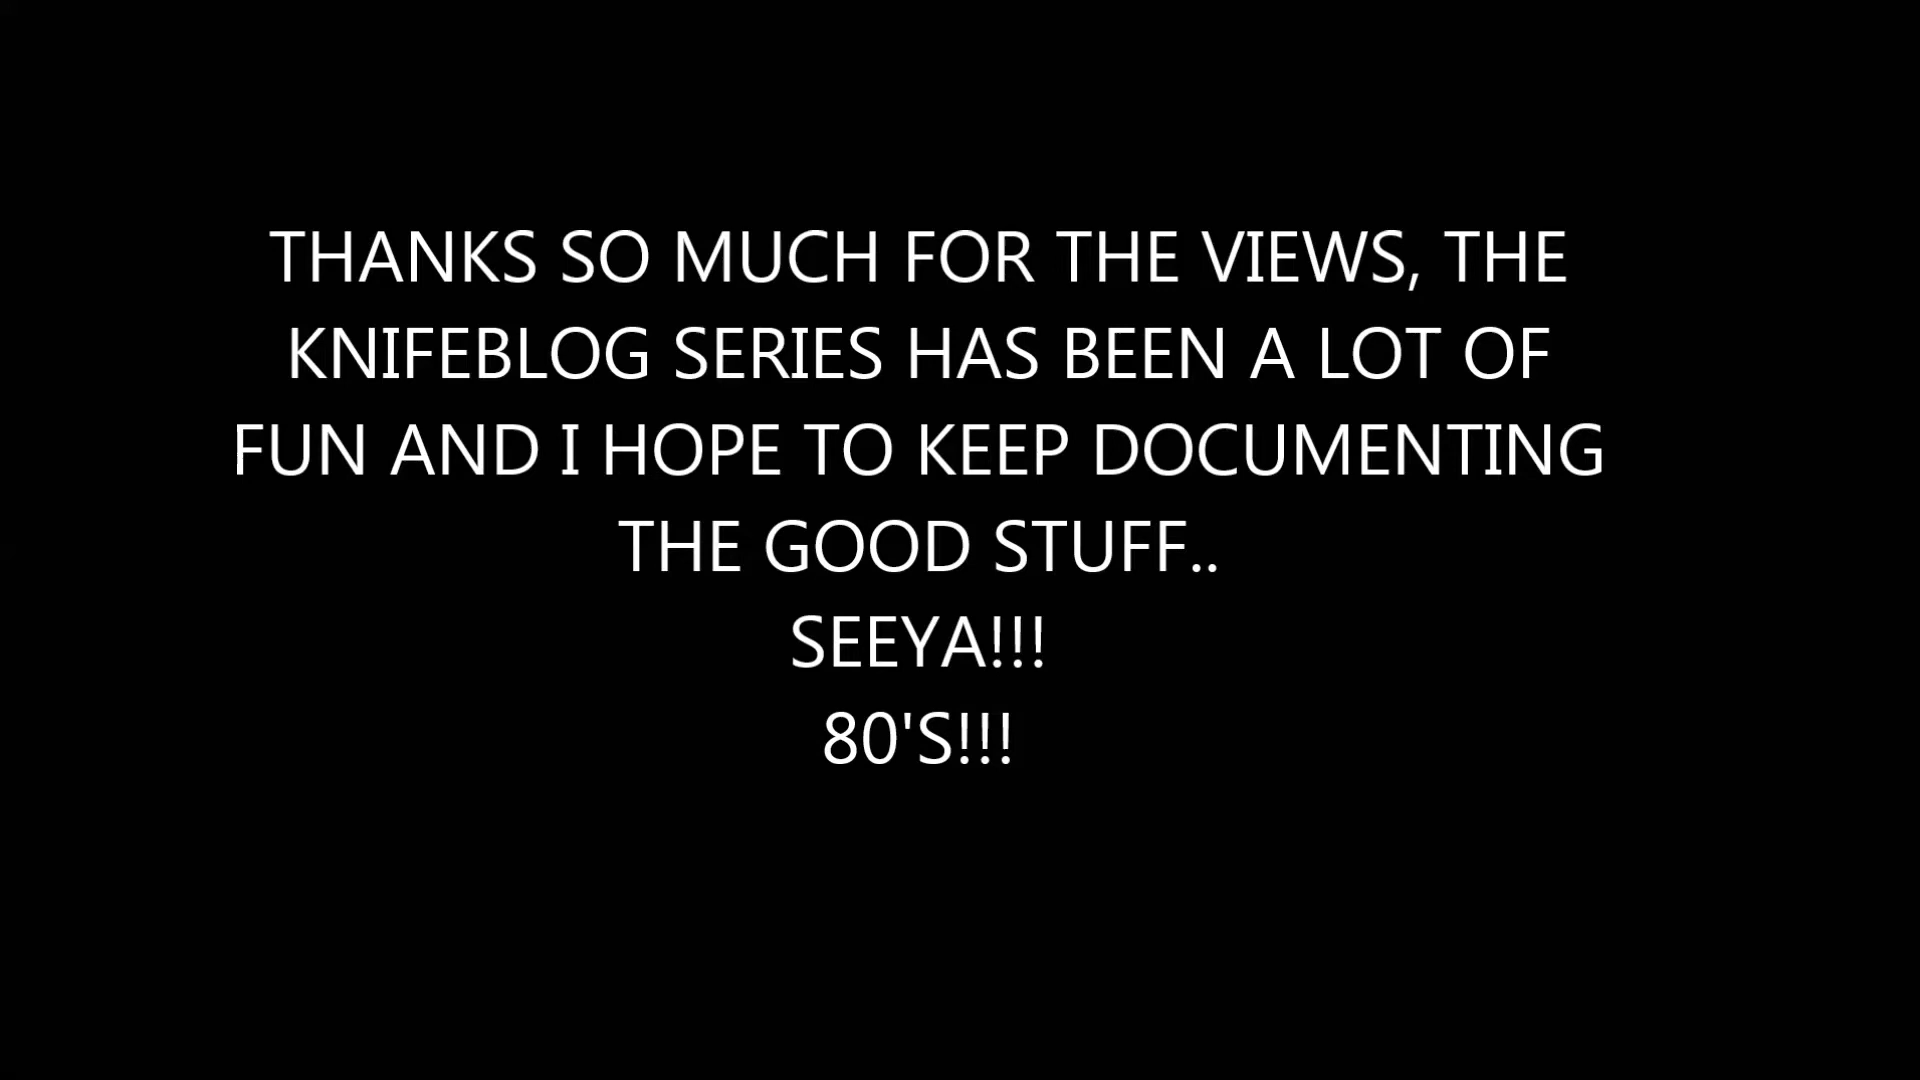 THANKS SO MUCH FOR THE VIEWS, THE
KNIFEBLOG SERIES HAS BEEN A LOT OF
FUN AND I HOPE TO KEEP DOCUMENTING
THE GOOD STUFF..
SEEYA!!!
80'S!!!